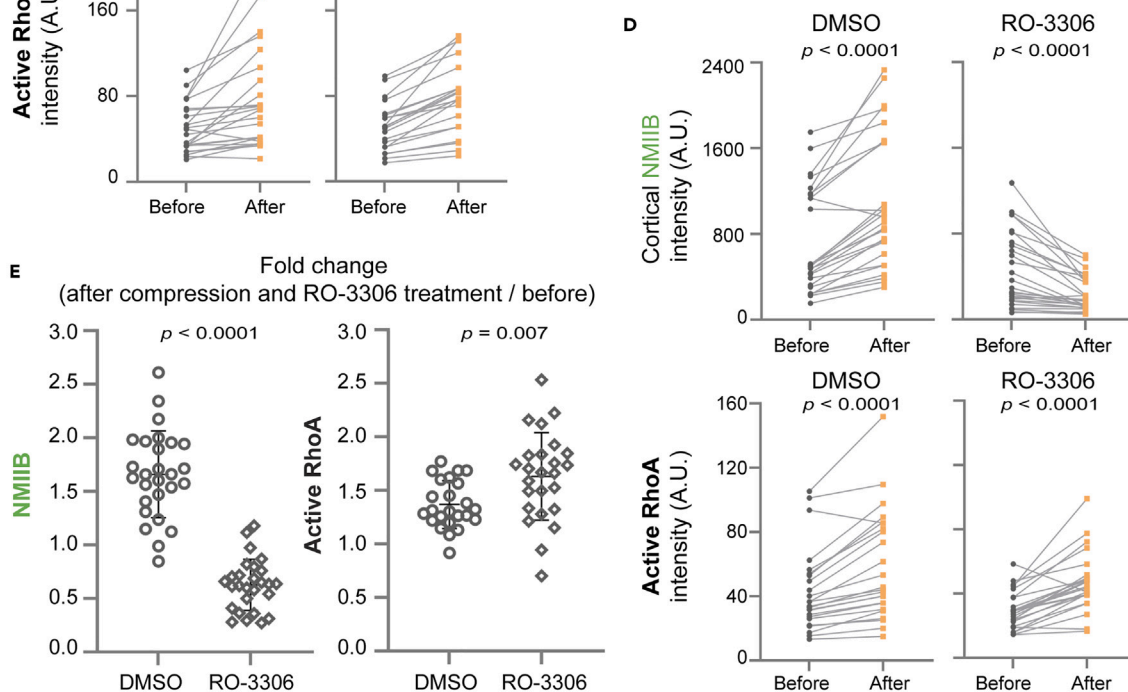 160
80
0
Active Rho
intensity (A.U.
Before After
Before After
D
DMSO
p < 0.0001
RO-3306
p < 0.0001
2400
1600
800
0
Cortical NMIIB
intensity (A.U.)
Before After
Before After
DMSO
p < 0.0001
RO-3306
p < 0.0001
160
120
80
40
0
Active RhoA
intensity (A.U.)
Before After
Before After
E
Fold change
(after compression and RO-3306 treatment / before)
p < 0.0001
3.0
2.5
2.0
1.5
1.0
0.5
0.0
NMIIB
DMSO RO-3306
p = 0.007
3.0
2.5
2.0
1.5
1.0
0.5
0.0
Active RhoA
DMSO RO-3306